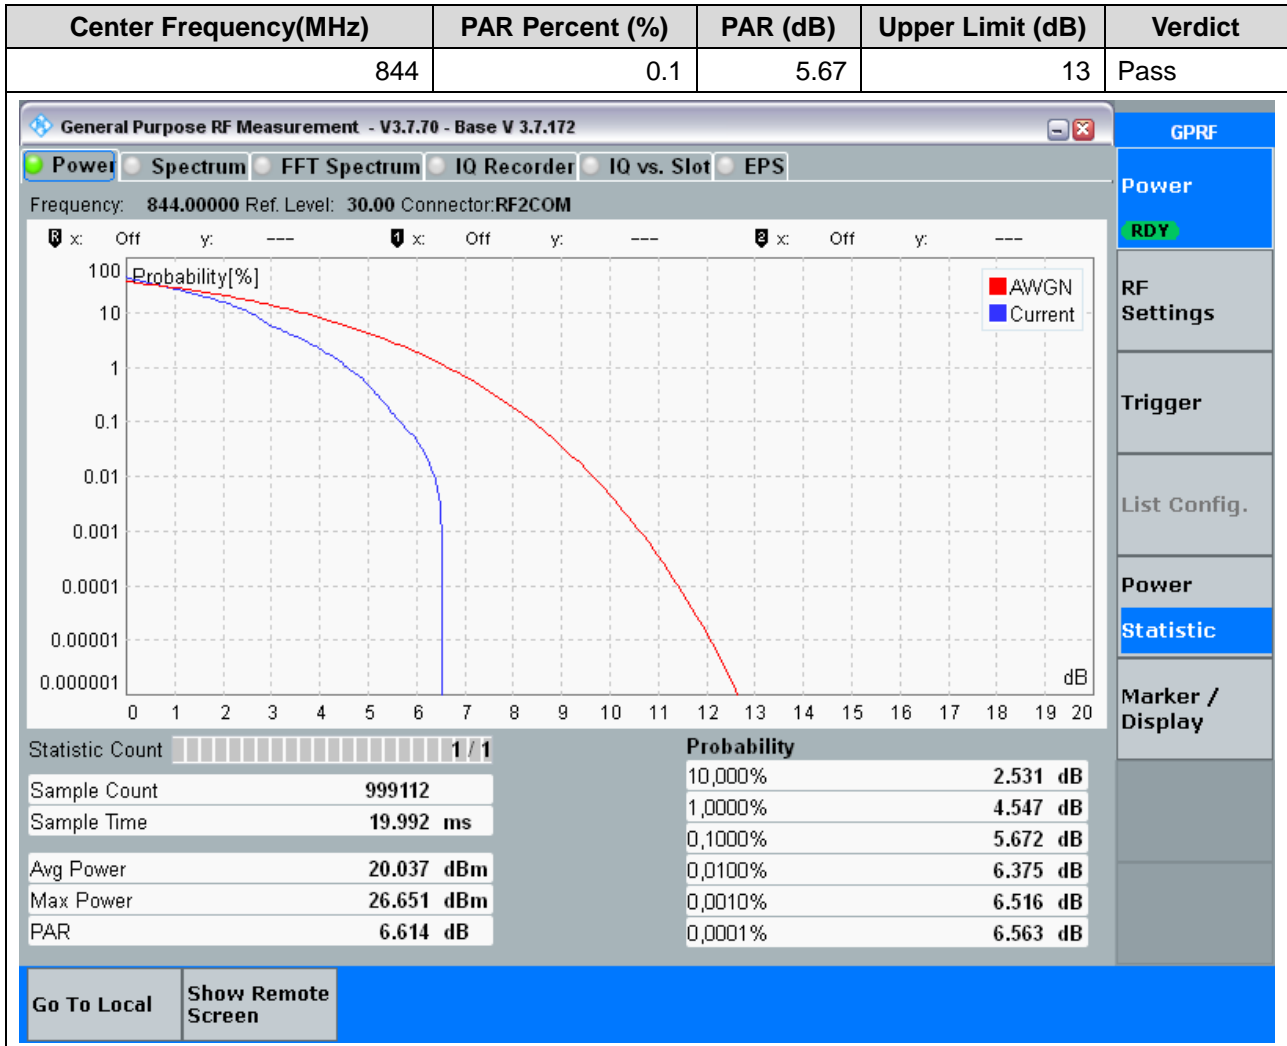 Center Frequency(MHz) PAR Percent (%) PAR (dB) Upper Limit (dB) Verdict
844 0.1 5.67 13 Pass
General Purpose RF Measurement - V3.7.70 - Base V 3.7.172
GPRF
Power Spectrum FFT Spectrum IQ Recorder IQ vs. Slot EPS
Frequency: 844.00000 Ref. Level: 30.00 Connector:RF2COM
R x: Off y: --- 1 x: Off y: --- 2 x: Off y: ---
Probability[%]
AWGN
Current
100
10
1
0.1
0.01
0.001
0.0001
0.00001
0.000001
dB
0 1 2 3 4 5 6 7 8 9 10 11 12 13 14 15 16 17 18 19 20
Statistic Count 1 / 1
Sample Count 999112
Sample Time 19.992 ms
Avg Power 20.037 dBm
Max Power 26.651 dBm
PAR 6.614 dB
Probability
10,000% 2.531 dB
1,0000% 4.547 dB
0,1000% 5.672 dB
0,0100% 6.375 dB
0,0010% 6.516 dB
0,0001% 6.563 dB
Power
RDY
RF
Settings
Trigger
List Config.
Power
Statistic
Marker /
Display
Go To Local
Show Remote
Screen